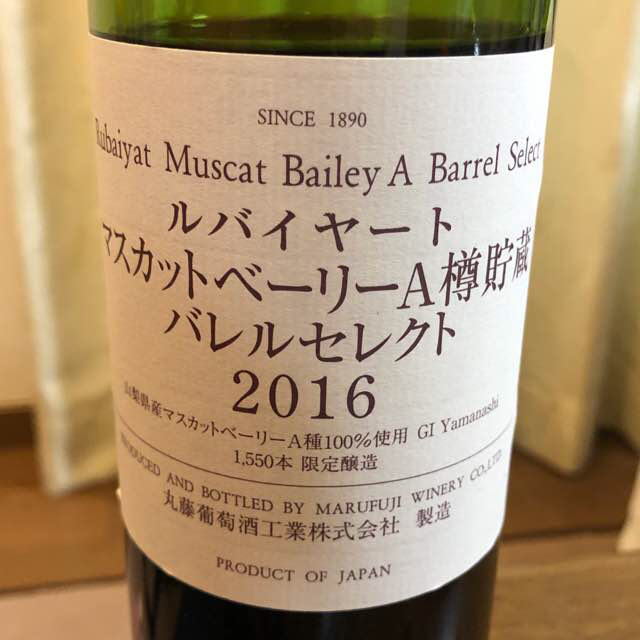 SINCE 1890
Rubaiyat Muscat Bailey A Barrel Select
ルバイヤート
マスカットベーリーA樽貯蔵
バレルセレクト
2016
山梨県産マスカットベーリーA種100%使用 GI Yamanashi
1,550本 限定醸造
PRODUCED AND BOTTLED BY MARUFUJI WINERY CO.,LTD.
丸藤葡萄酒工業株式会社 製造
PRODUCT OF JAPAN